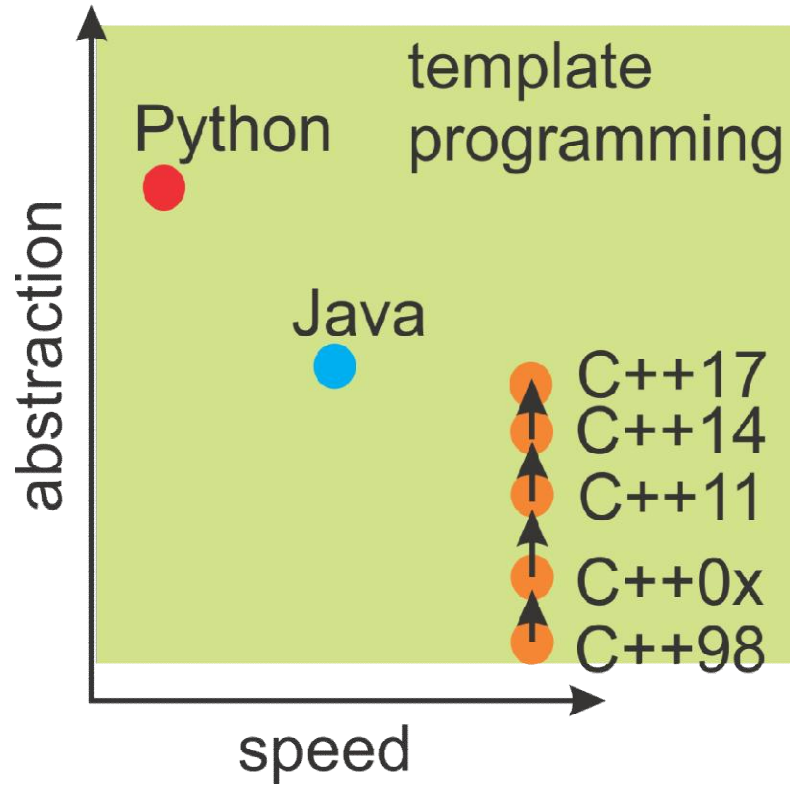 template
programming
Python
abstraction
Java
C++17
C++14
C++11
C++0x
C++98
speed